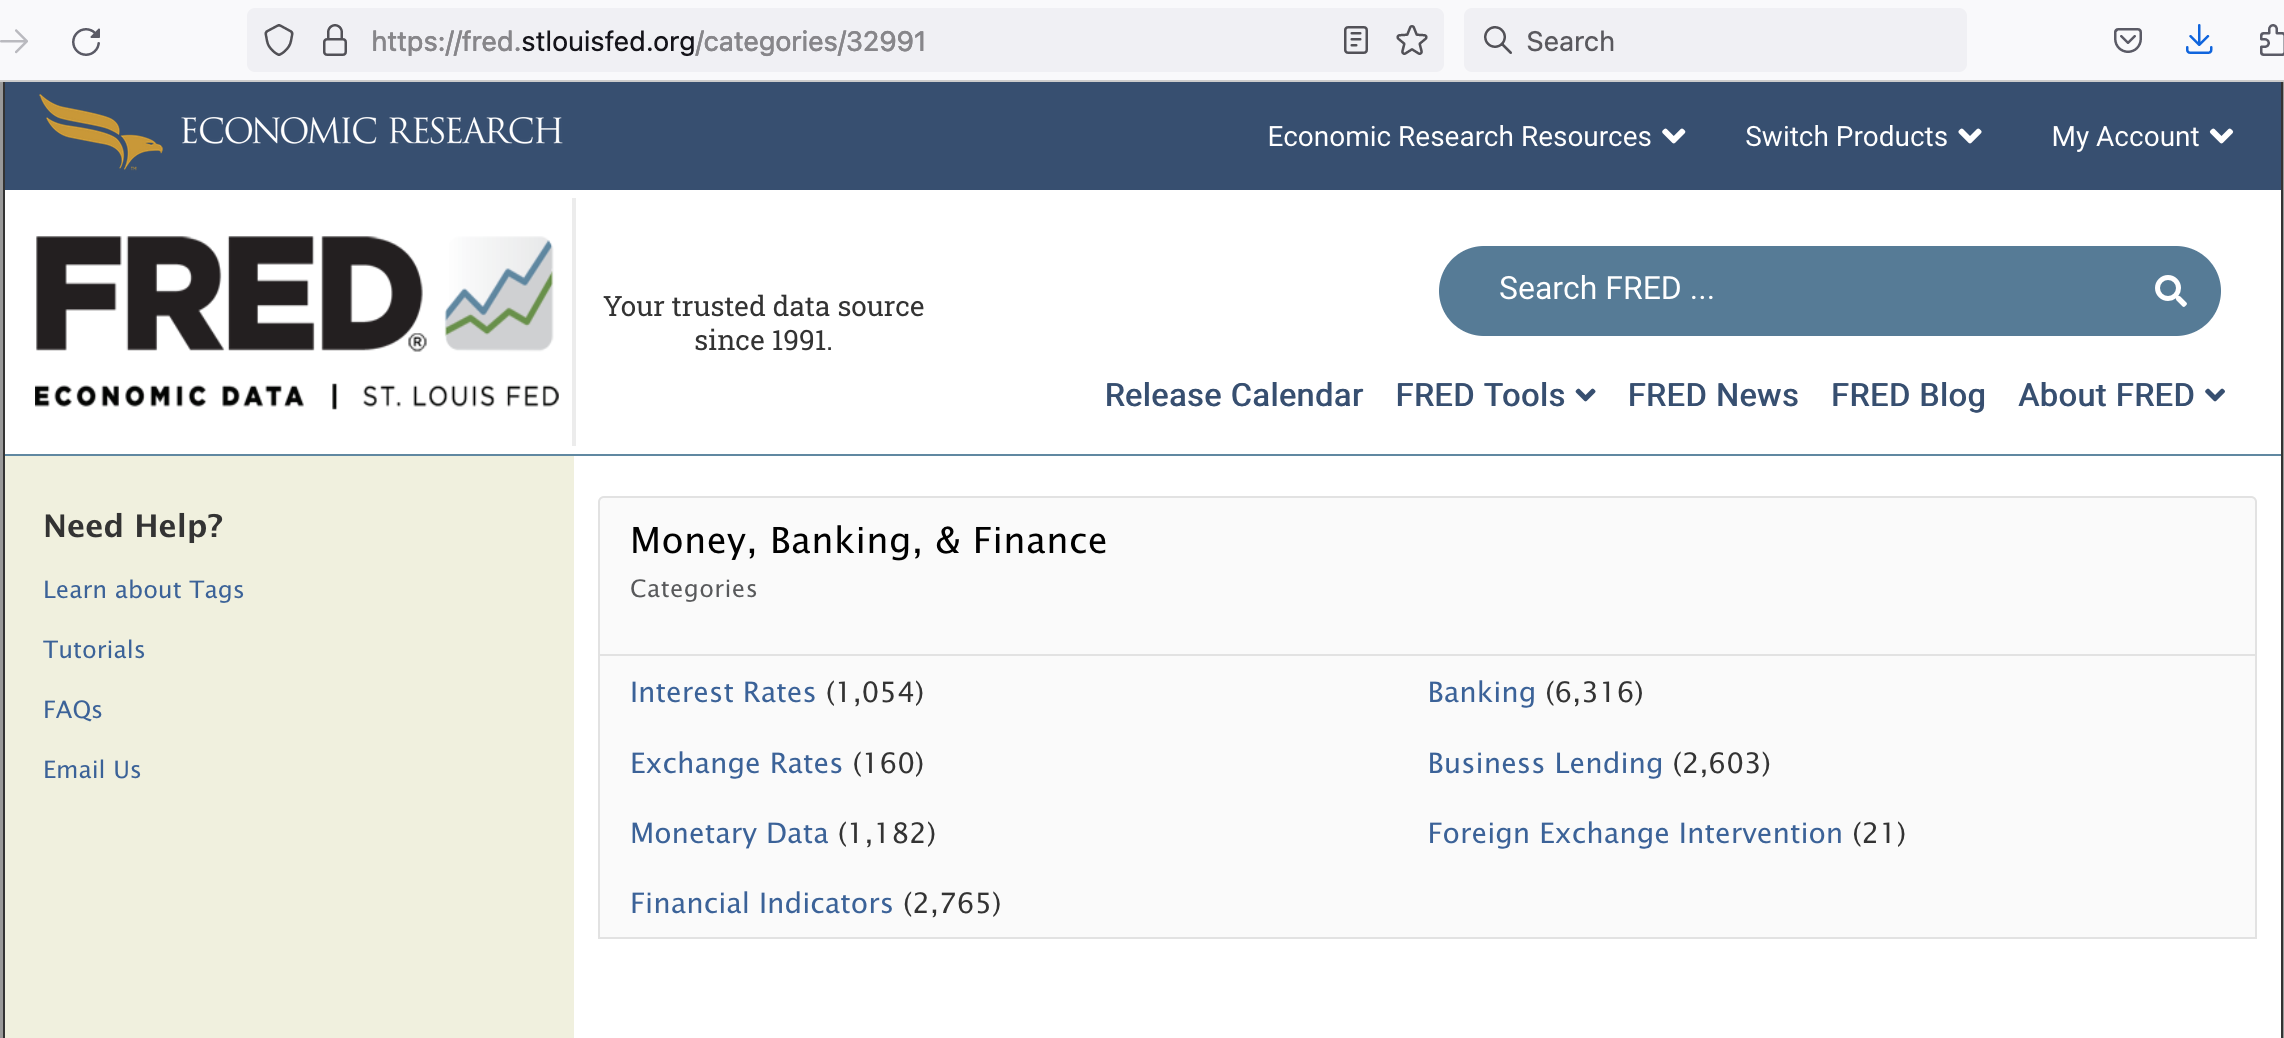 https://fred.stlouisfed.org/categories/32991
Search
ECONOMIC RESEARCH
Economic Research Resources
Switch Products
My Account
FRED®
ECONOMIC DATA | ST. LOUIS FED
Your trusted data source
since 1991.
Search FRED ...
Release Calendar
FRED Tools
FRED News
FRED Blog
About FRED
Need Help?
Learn about Tags
Tutorials
FAQs
Email Us
Money, Banking, & Finance
Categories
Interest Rates (1,054)
Exchange Rates (160)
Monetary Data (1,182)
Financial Indicators (2,765)
Banking (6,316)
Business Lending (2,603)
Foreign Exchange Intervention (21)